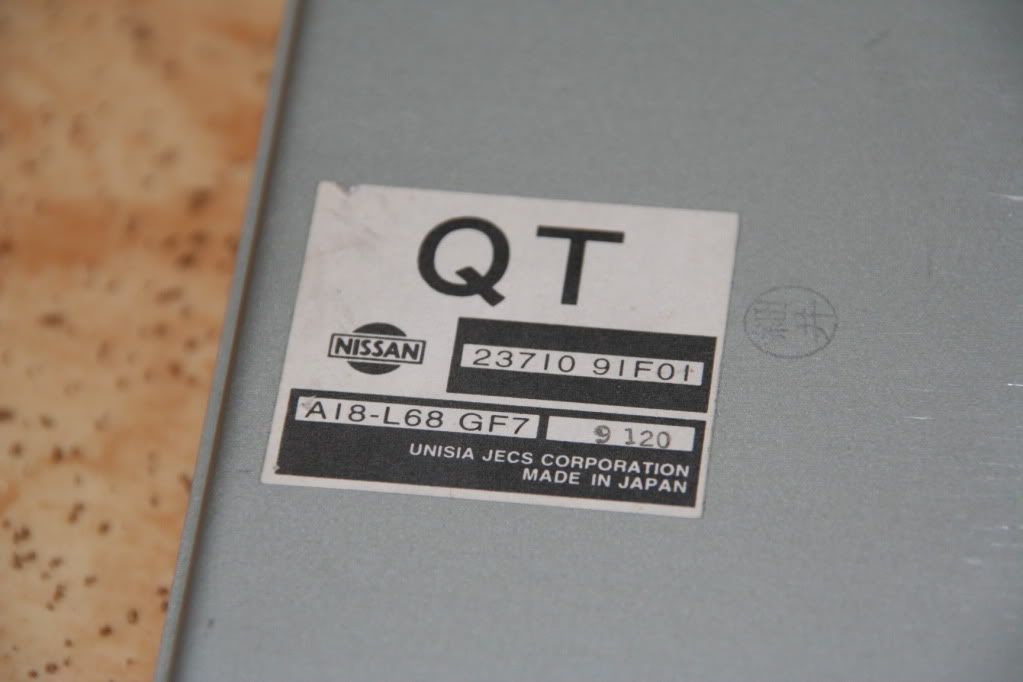 QT
NISSAN
23710 91F01
A18-L68 GF7
9 120
UNISIA JECS CORPORATION
MADE IN JAPAN